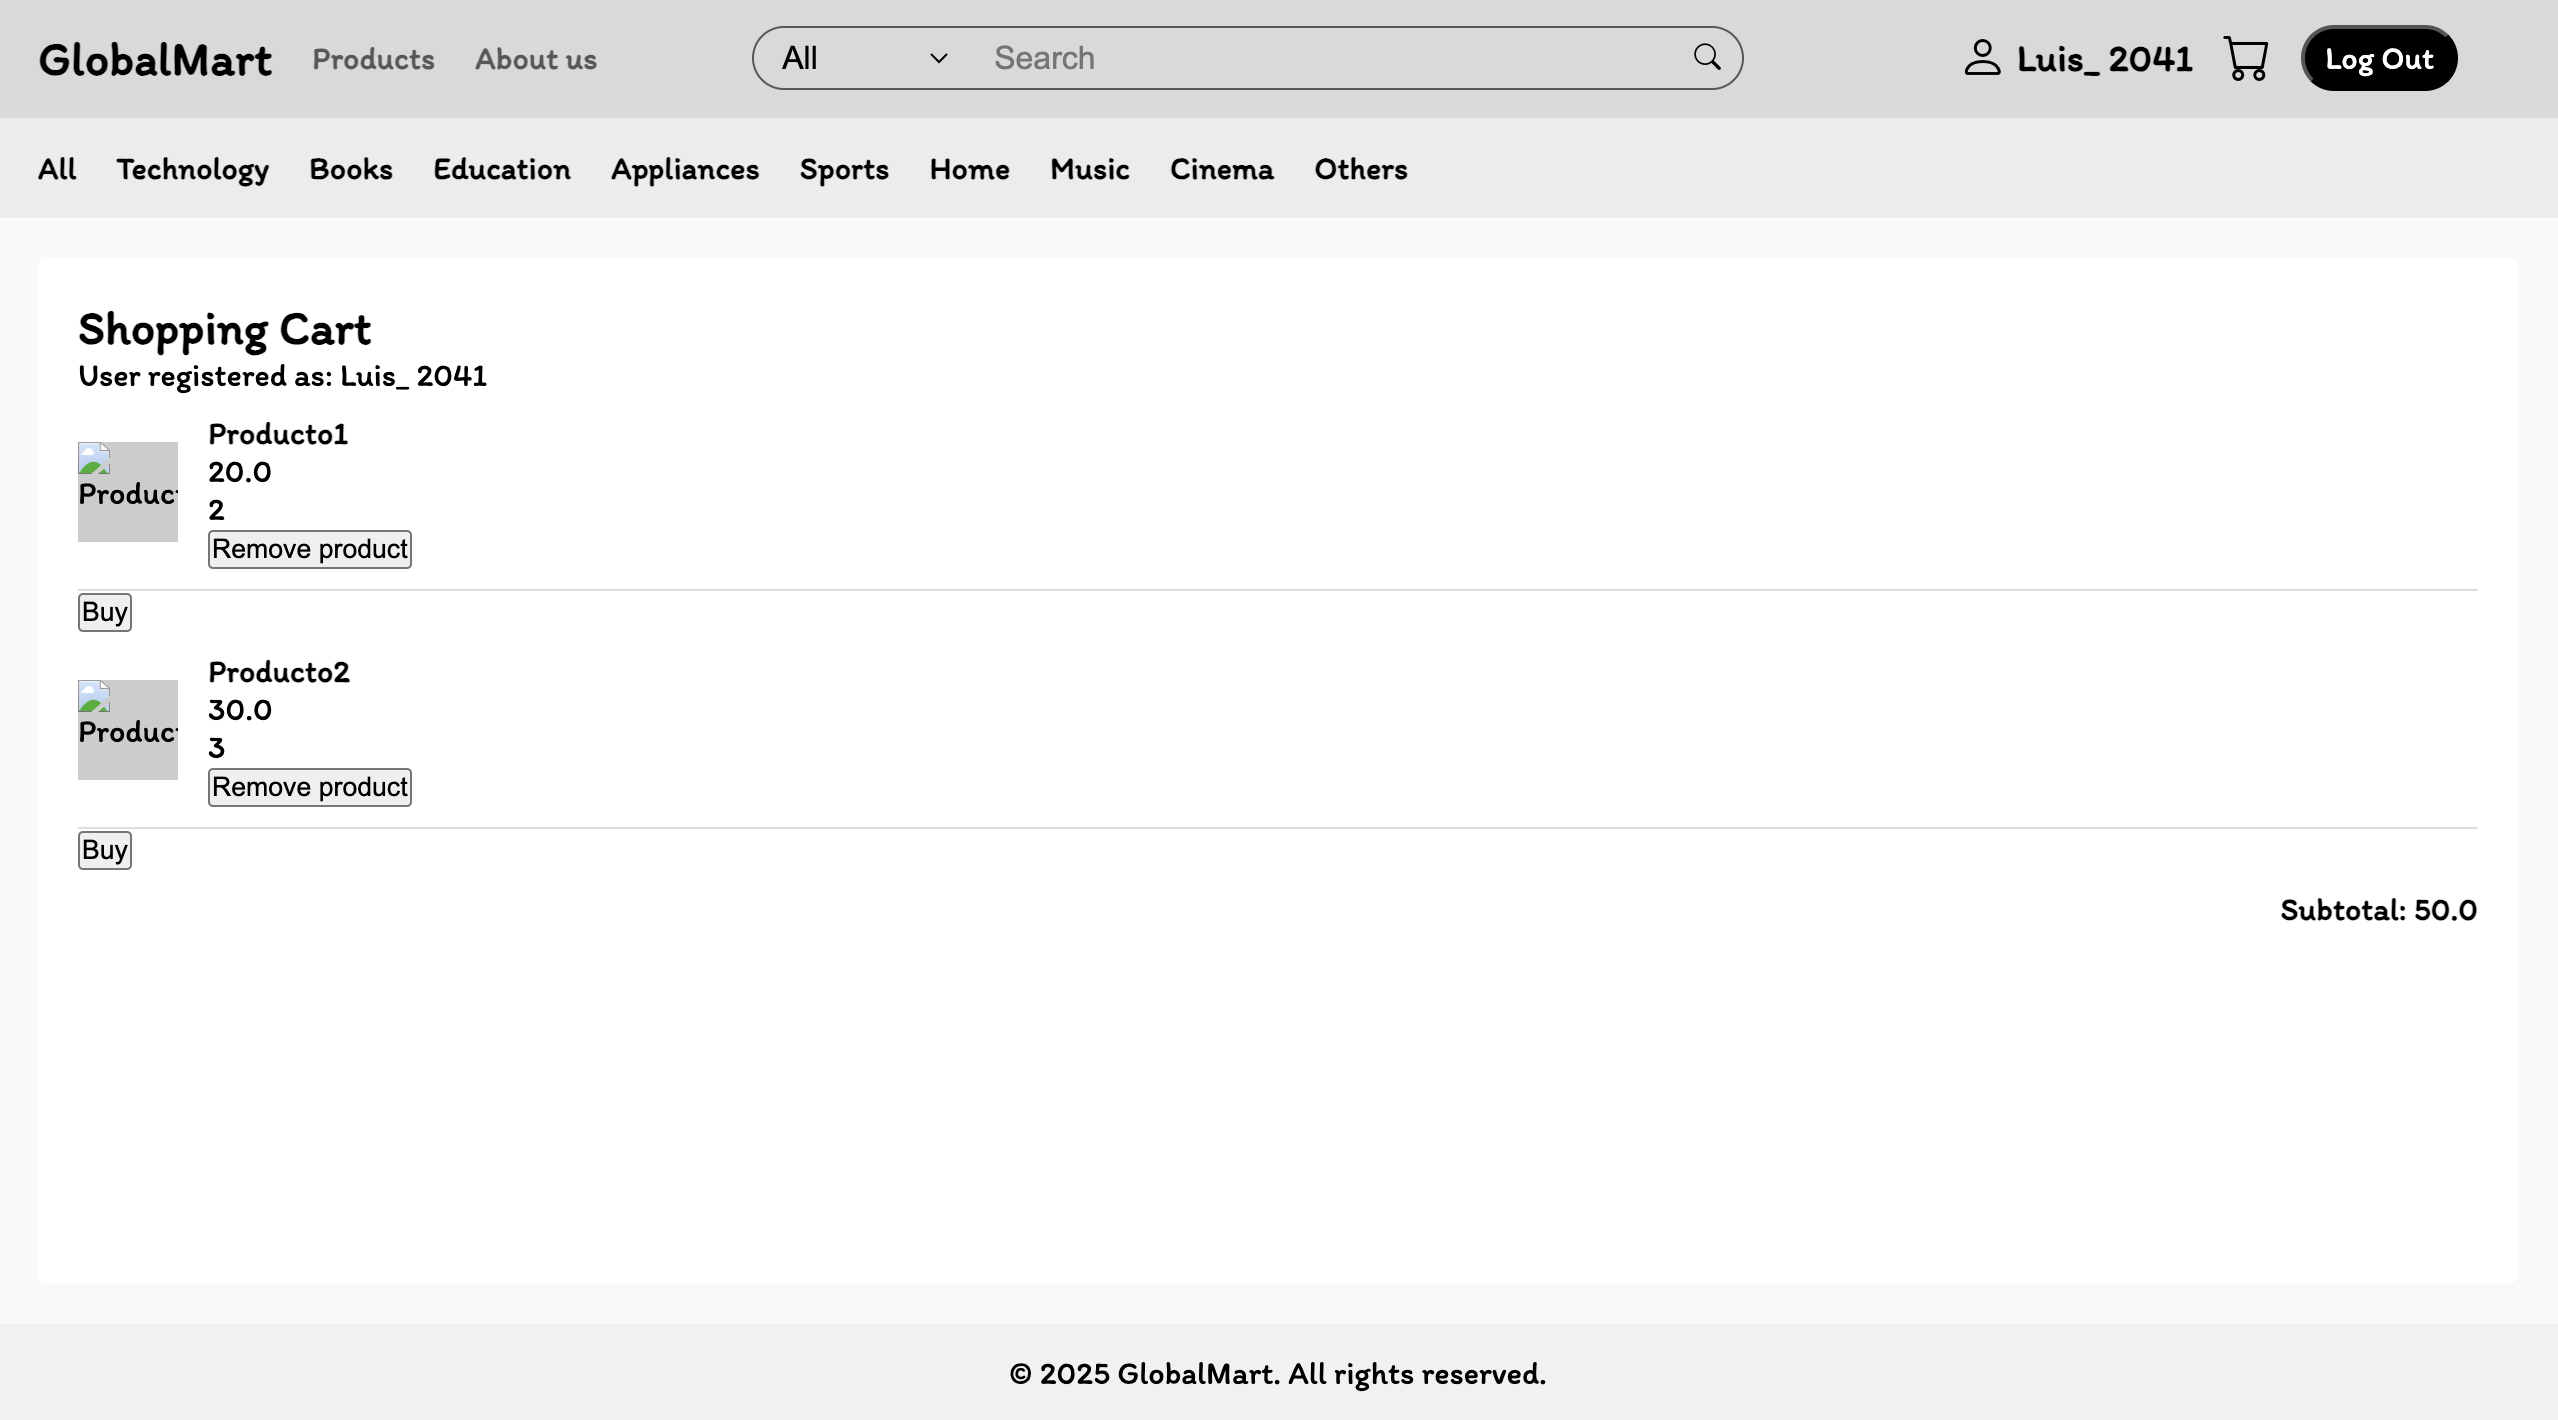 GlobalMart Products About us All Search Luis_ 2041 Log Out
All Technology Books Education Appliances Sports Home Music Cinema Others
Shopping Cart
User registered as: Luis_ 2041
Producto1
20.0
Produc
2
Remove product
Buy
Producto2
30.0
Produc
3
Remove product
Buy
Subtotal: 50.0
© 2025 GlobalMart. All rights reserved.